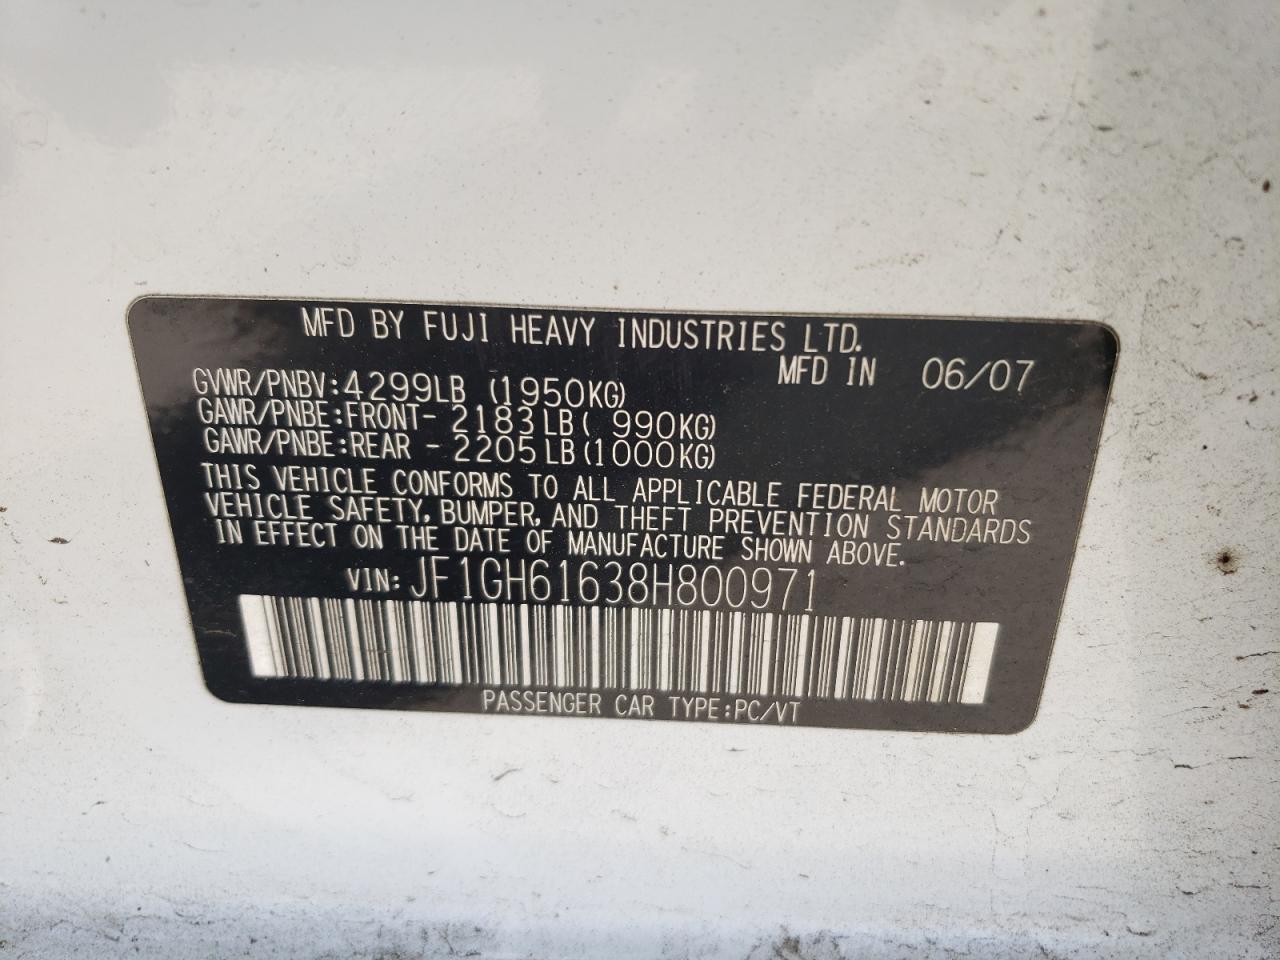 MFD BY FUJI HEAVY INDUSTRIES LTD.
MFD IN 06/07
GVWR/PNBV:4299LB (1950KG)
GAWR/PNBE:FRONT- 2183LB( 990KG)
GAWR/PNBE:REAR - 2205LB(1000KG)
THIS VEHICLE CONFORMS TO ALL APPLICABLE FEDERAL MOTOR
VEHICLE SAFETY, BUMPER, AND THEFT PREVENTION STANDARDS
IN EFFECT ON THE DATE OF MANUFACTURE SHOWN ABOVE.
VIN: JF1GH61638H800971
PASSENGER CAR TYPE:PC/VT